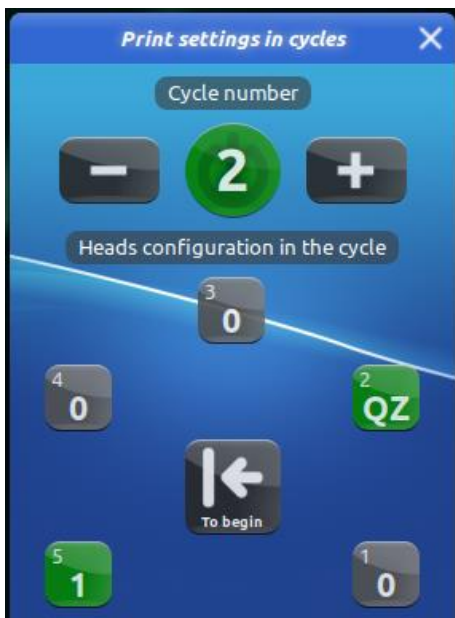 Print settings in cycles
Cycle number
2
Heads configuration in the cycle
3
0
4
0
2
QZ
To begin
5
1
1
0